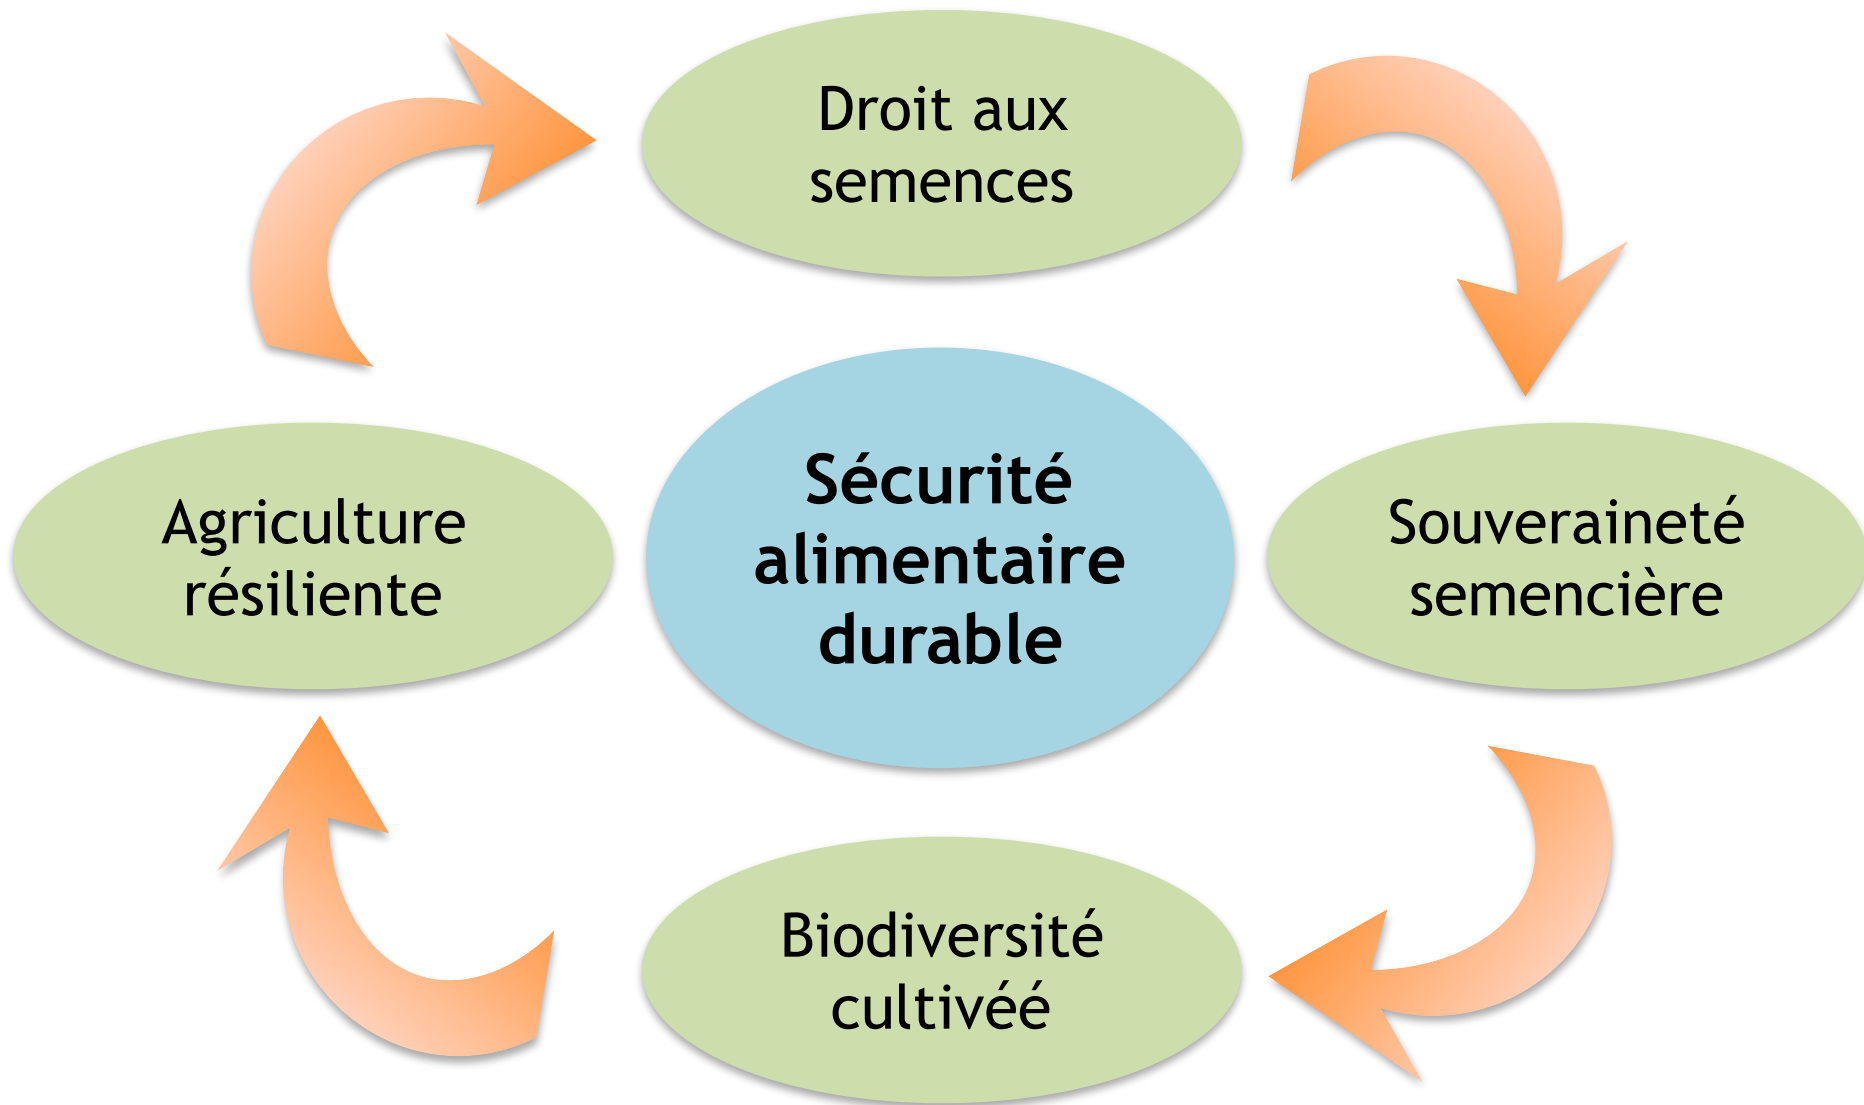 Droit aux
semences
Sécurité
alimentaire
durable
Agriculture
résiliente
Souveraineté
semencière
Biodiversité
cultivéé